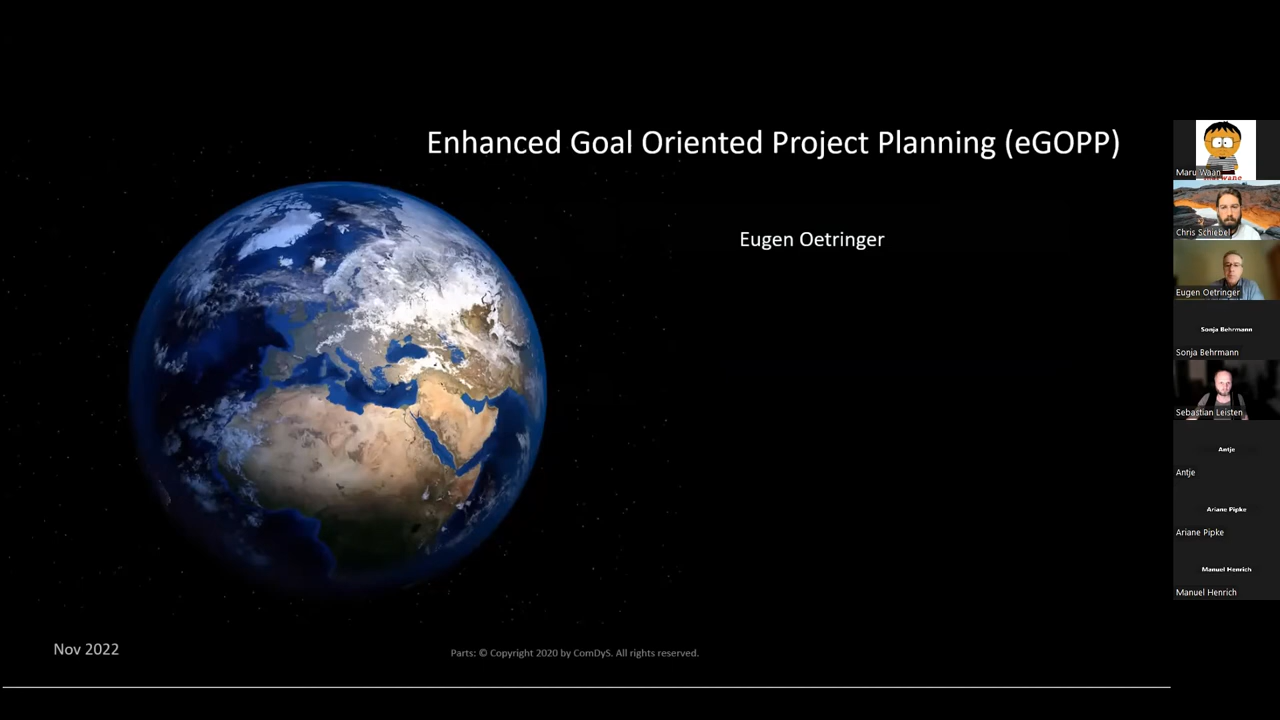 Enhanced Goal Oriented Project Planning (eGOPP)
Eugen Oetringer
Nov 2022
Parts: © Copyright 2020 by ComDyS. All rights reserved.
Maru Waan
Chris Schiebel
Eugen Oetringer
Sonja Behrmann
Sonja Behrmann
Sebastian Leisten
Antje
Antje
Ariane Pipke
Ariane Pipke
Manuel Henrich
Manuel Henrich